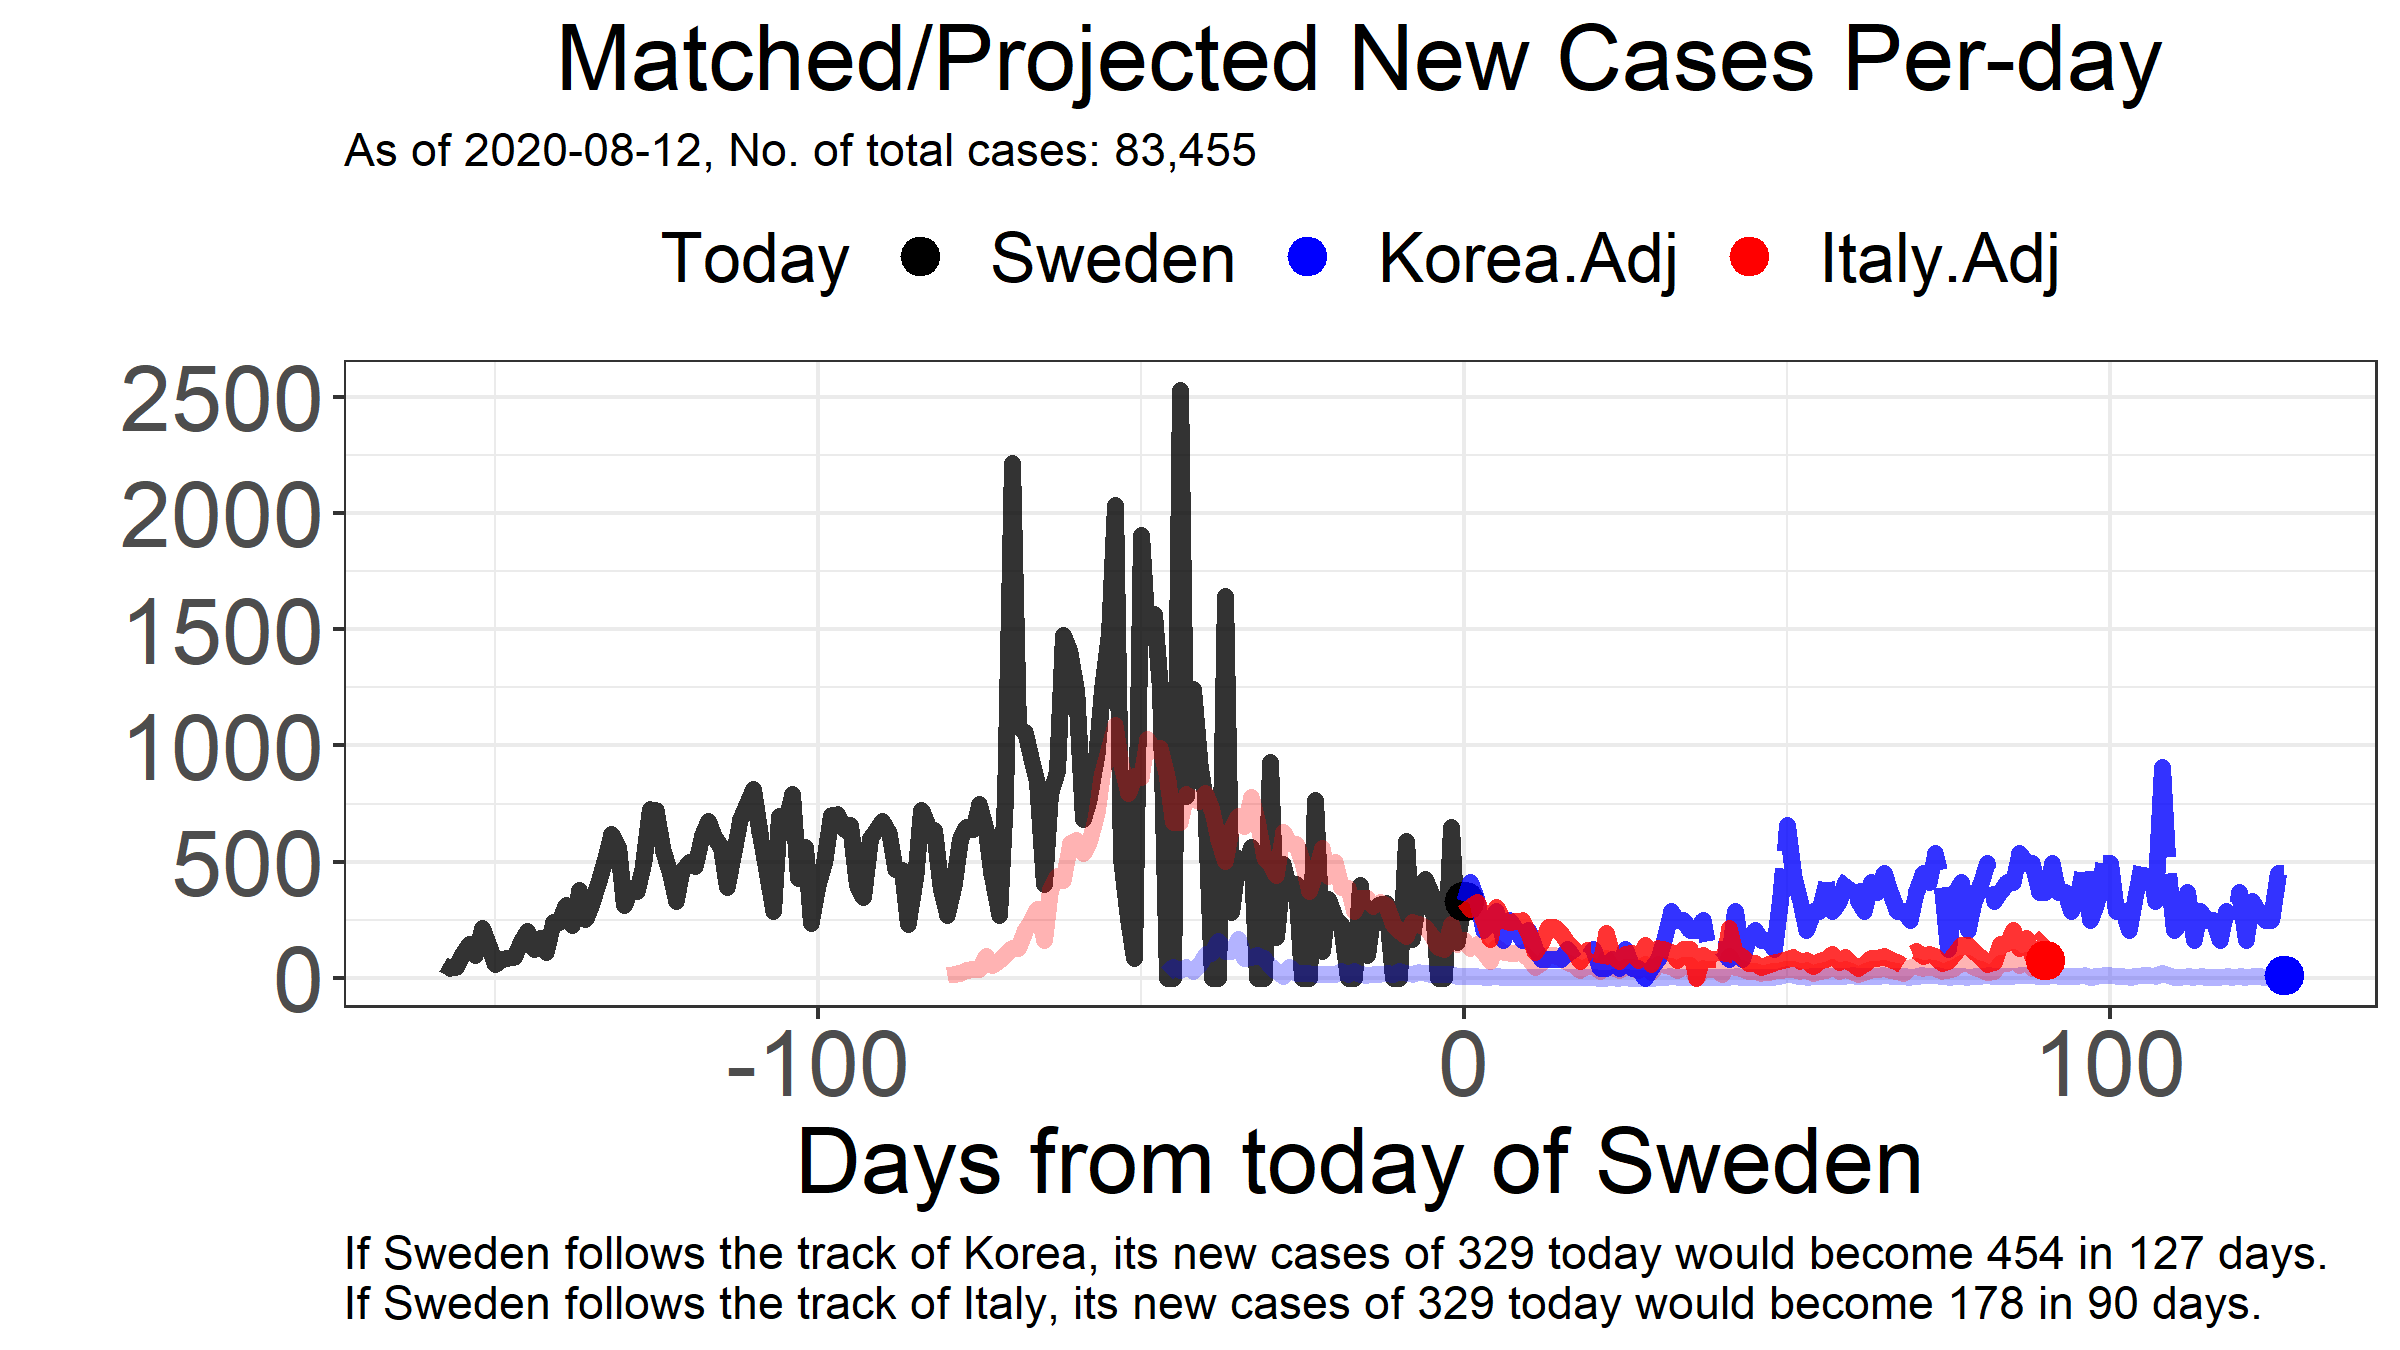 Matched/Projected New Cases Per-day
As of 2020-08-12, No. of total cases: 83,455
Today Sweden Korea.Adj Italy.Adj
2500
2000
1500
1000
500
0
-100 0 100
Days from today of Sweden
If Sweden follows the track of Korea, its new cases of 329 today would become 454 in 127 days.
If Sweden follows the track of Italy, its new cases of 329 today would become 178 in 90 days.